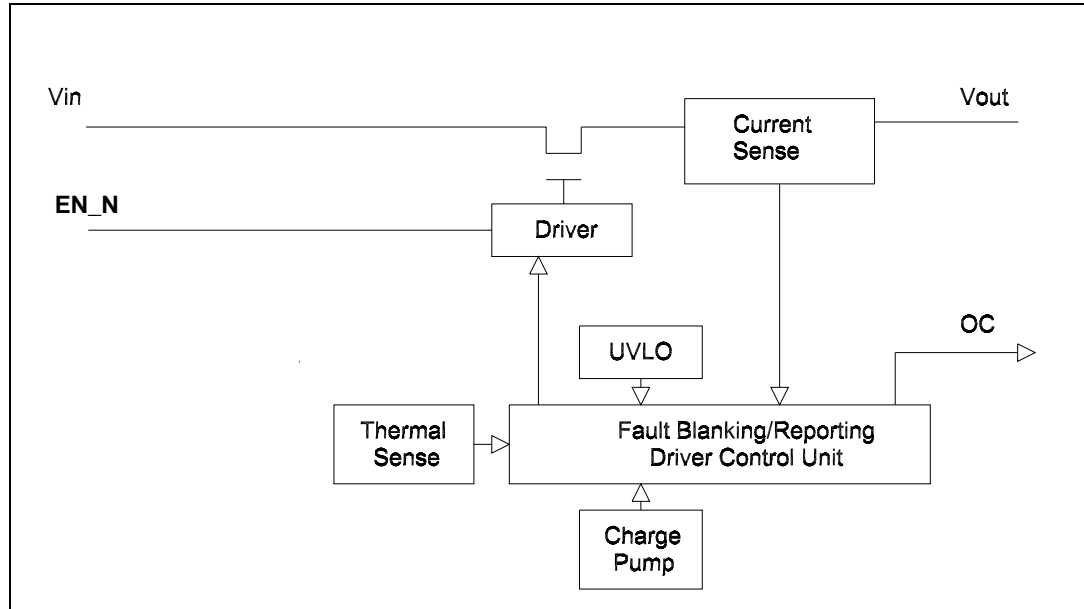 Vin
Vout
Current
Sense
EN_N
Driver
OC
UVLO
Thermal
Sense
Fault Blanking/Reporting
Driver Control Unit
Charge
Pump